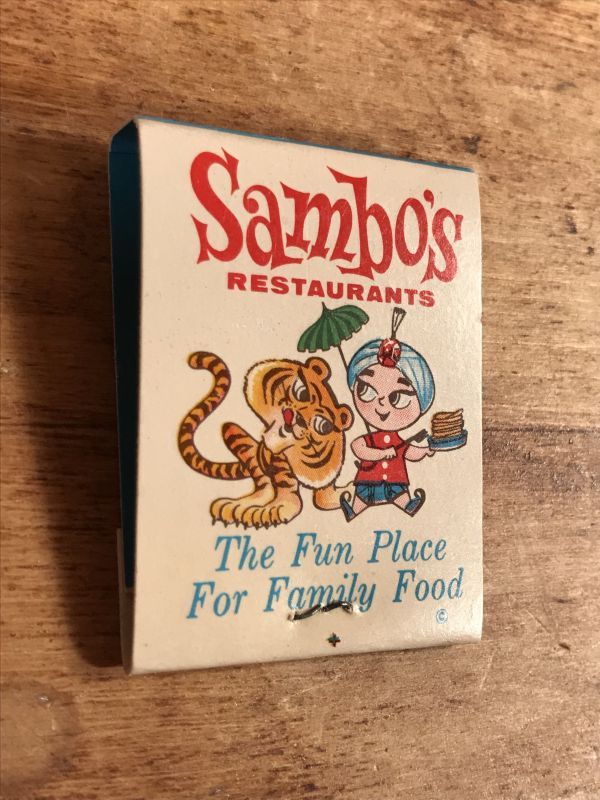 Sambo's
RESTAURANTS
The Fun Place
For Family Food
©